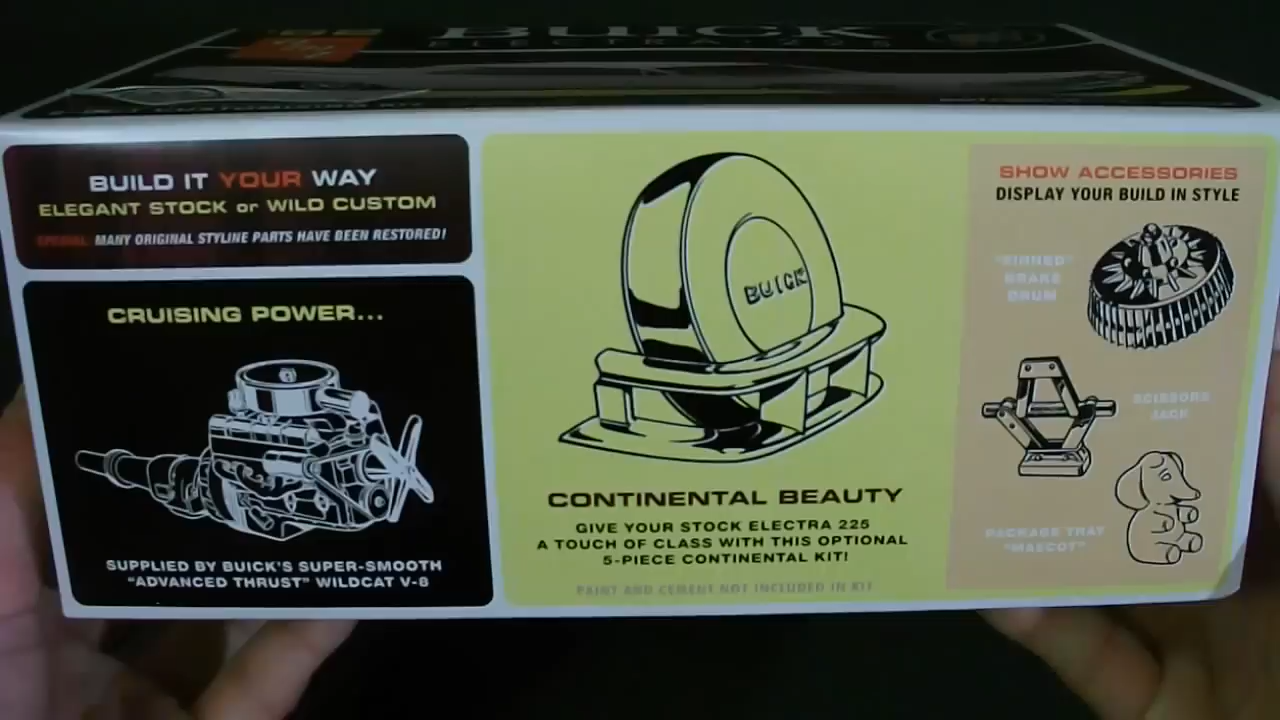 BUICK
ELECTRA 225
BUILD IT YOUR WAY
ELEGANT STOCK or WILD CUSTOM
SPECIAL: MANY ORIGINAL STYLINE PARTS HAVE BEEN RESTORED!
CRUISING POWER...
SUPPLIED BY BUICK'S SUPER-SMOOTH
"ADVANCED THRUST" WILDCAT V-8
BUICK
CONTINENTAL BEAUTY
GIVE YOUR STOCK ELECTRA 225
A TOUCH OF CLASS WITH THIS OPTIONAL
5-PIECE CONTINENTAL KIT!
PAINT AND CEMENT NOT INCLUDED IN KIT
SHOW ACCESSORIES
DISPLAY YOUR BUILD IN STYLE
"FINNED"
BRAKE
DRUM
SCISSORS
JACK
PACKAGE TRAY
"MASCOT"